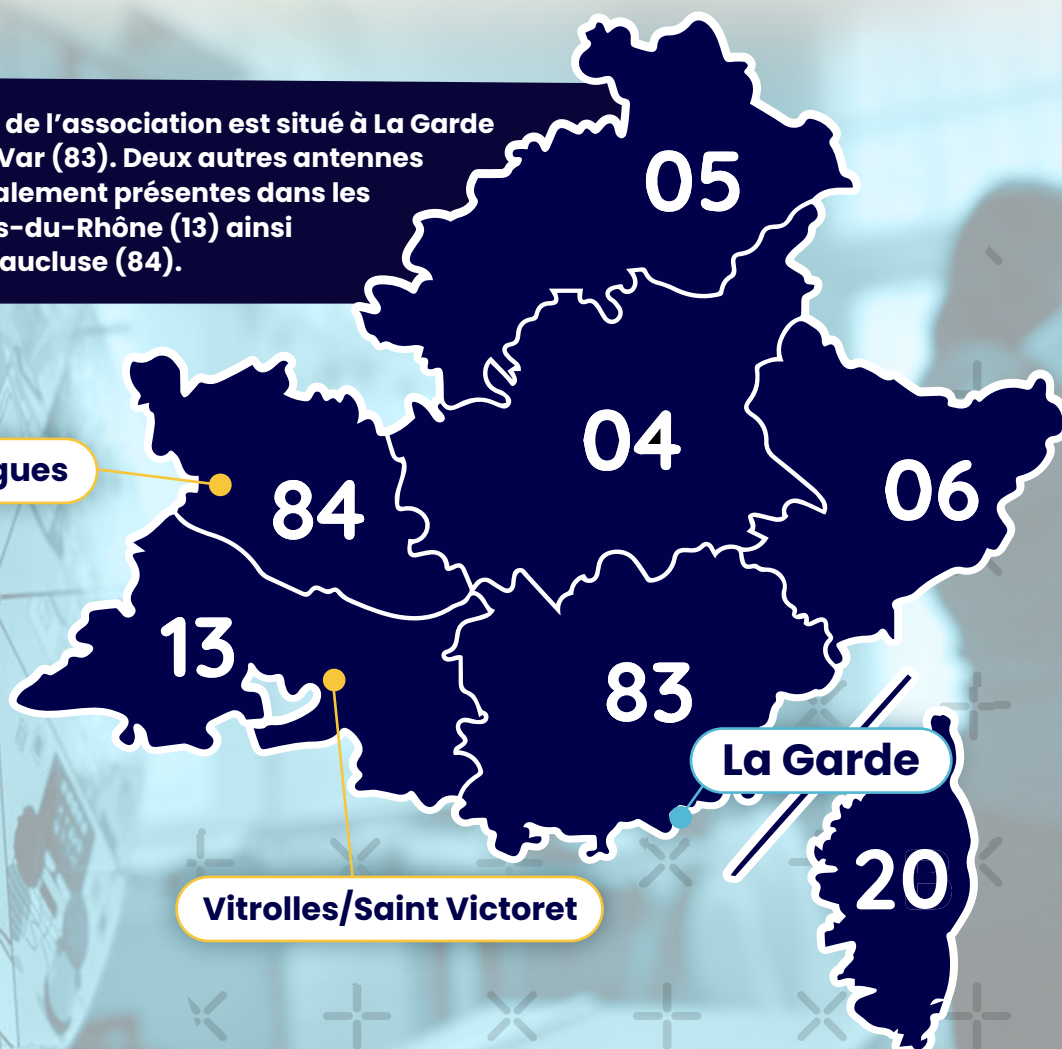 de l’association est situé à La Garde
Var (83). Deux autres antennes
alement présentes dans les
s-du-Rhône (13) ainsi
aucluse (84).
05
04
06
gues
84
13
83
La Garde
Vitrolles/Saint Victoret
20